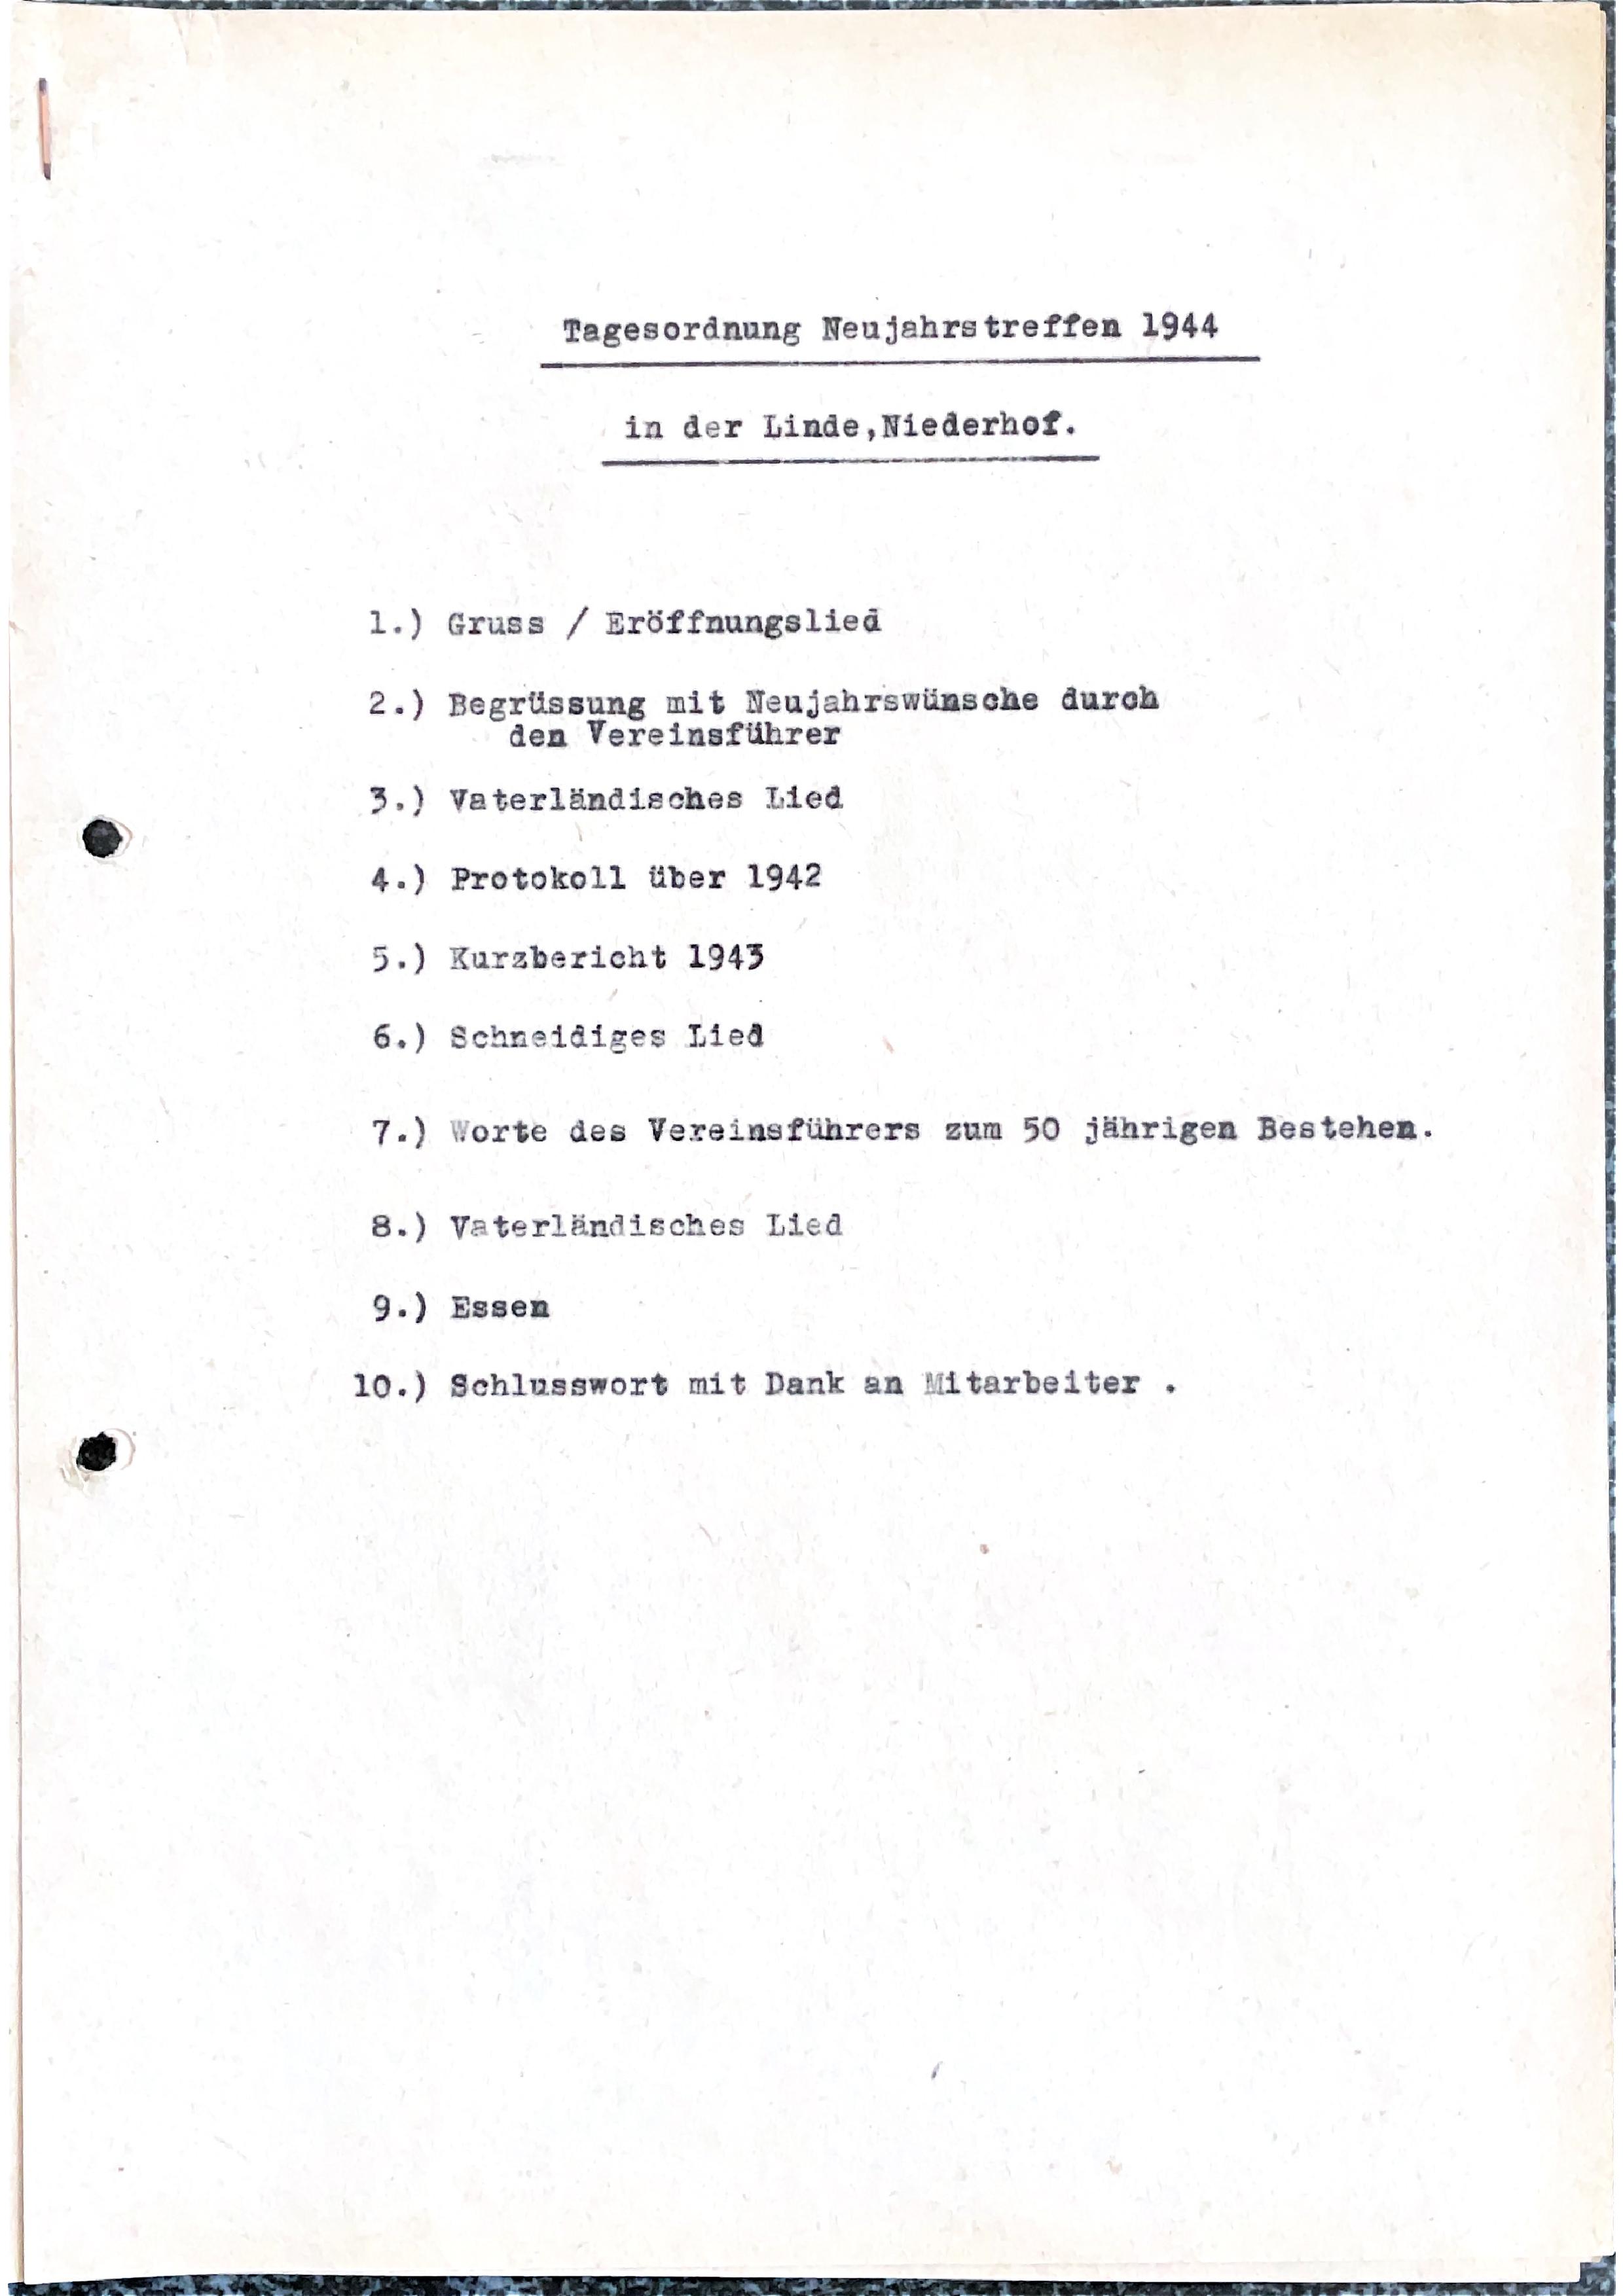 Tagesordnung Neujahrstreffen 1944
in der Linde,Niederhof.
1.) Gruss / Eröffnungslied
2.) Begrüssung mit Neujahrswünsche durch
den Vereinsführer
3.) Vaterländisches Lied
4.) Protokoll über 1942
5.) Kurzbericht 1943
6.) Schneidiges Lied
7.) Worte des Vereinsführers zum 50 jährigen Bestehen.
8.) Vaterländisches Lied
9.) Essen
10.) Schlusswort mit Dank an Mitarbeiter .